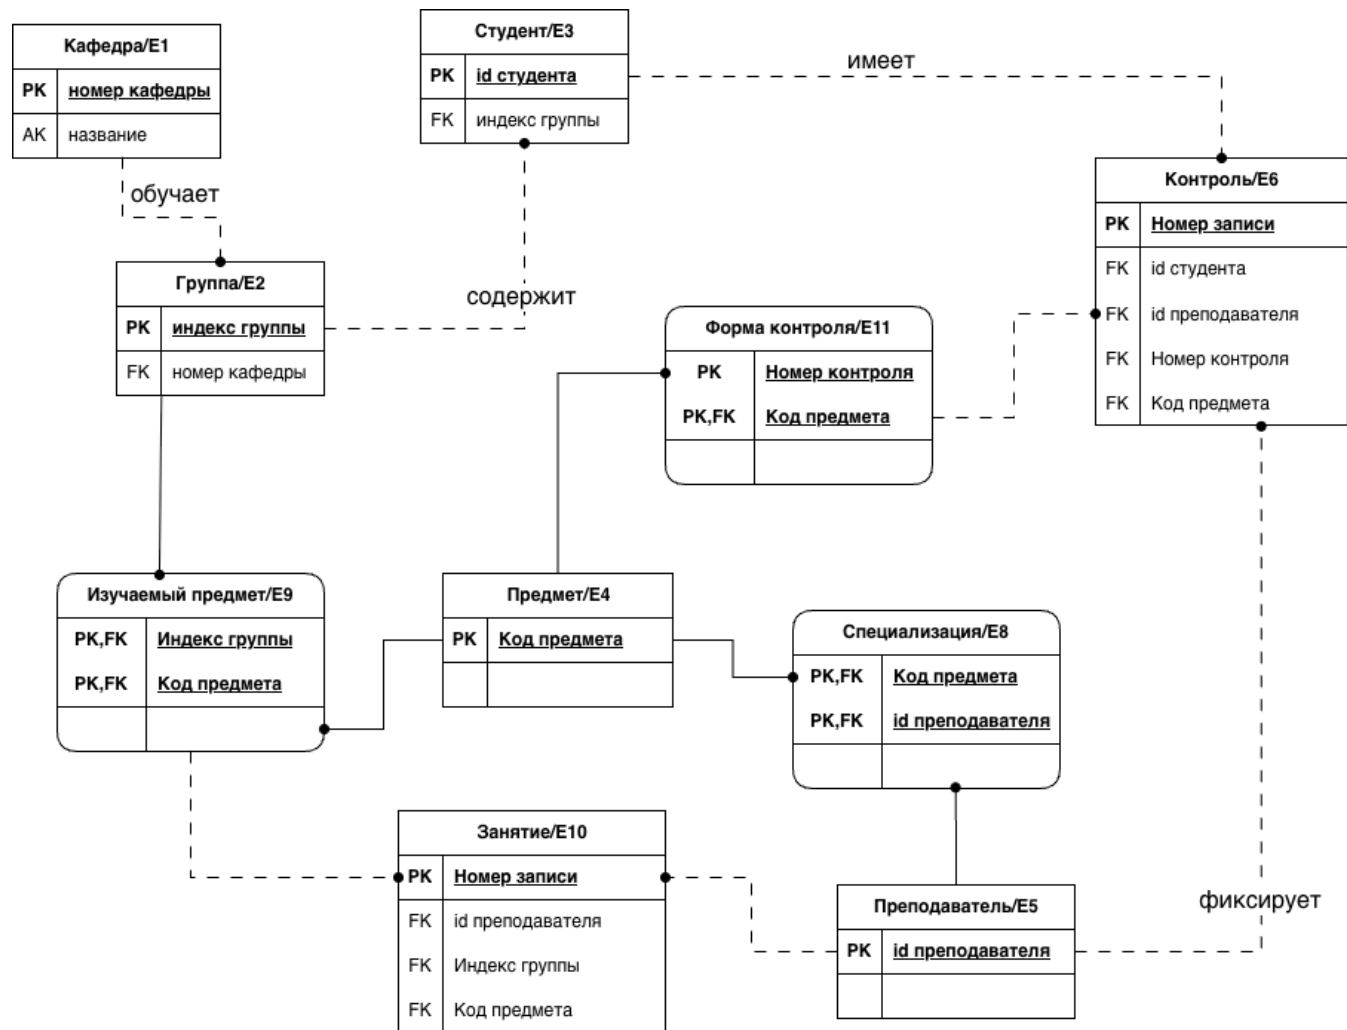 Кафедра/E1
PK номер кафедры
AK название
Студент/E3
PK id студента
FK индекс группы
имеет
обучает
Контроль/E6
PK Номер записи
FK id студента
FK id преподавателя
FK Номер контроля
FK Код предмета
Группа/E2
PK индекс группы
FK номер кафедры
содержит
Форма контроля/E11
PK Номер контроля
PK,FK Код предмета
Изучаемый предмет/E9
PK,FK Индекс группы
PK,FK Код предмета
Предмет/E4
PK Код предмета
Специализация/E8
PK,FK Код предмета
PK,FK id преподавателя
Занятие/E10
PK Номер записи
FK id преподавателя
FK Индекс группы
FK Код предмета
Преподаватель/E5
PK id преподавателя
фиксирует